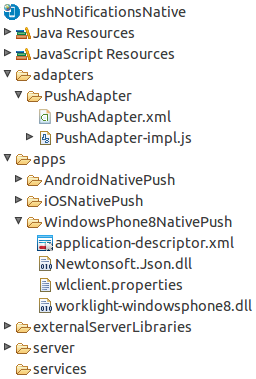 PushNotificationsNative
Java Resources
JavaScript Resources
adapters
PushAdapter
PushAdapter.xml
PushAdapter-impl.js
apps
AndroidNativePush
iOSNativePush
WindowsPhone8NativePush
application-descriptor.xml
Newtonsoft.Json.dll
wlclient.properties
worklight-windowsphone8.dll
externalServerLibraries
server
services